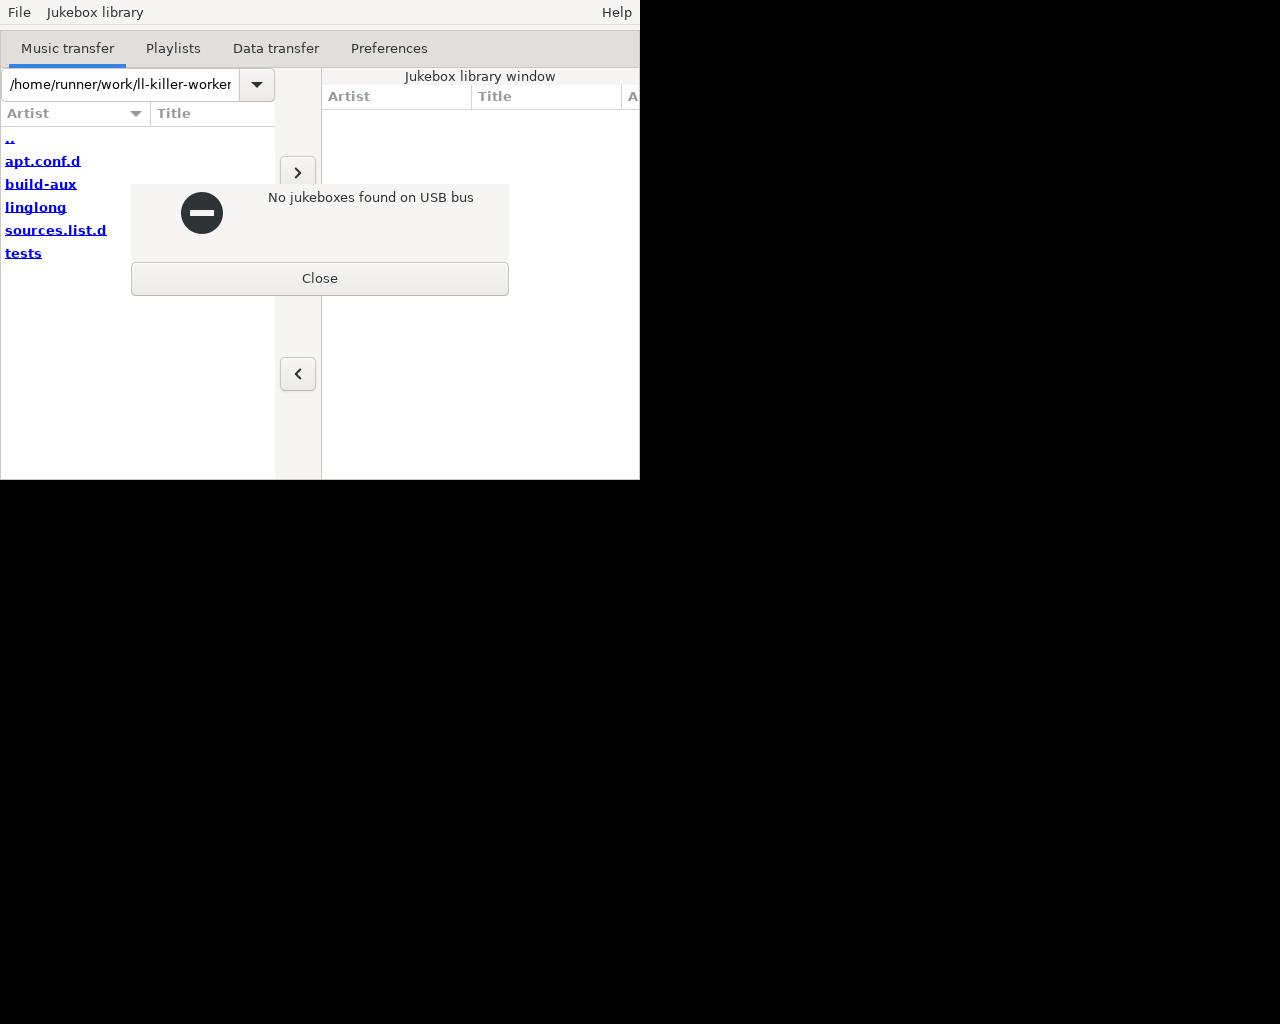 File Jukebox library Help
Music transfer Playlists Data transfer Preferences
/home/runner/work/ll-killer-worker
Artist Title
..
apt.conf.d
build-aux
linglong
sources.list.d
tests
Jukebox library window
Artist Title A
No jukeboxes found on USB bus
Close